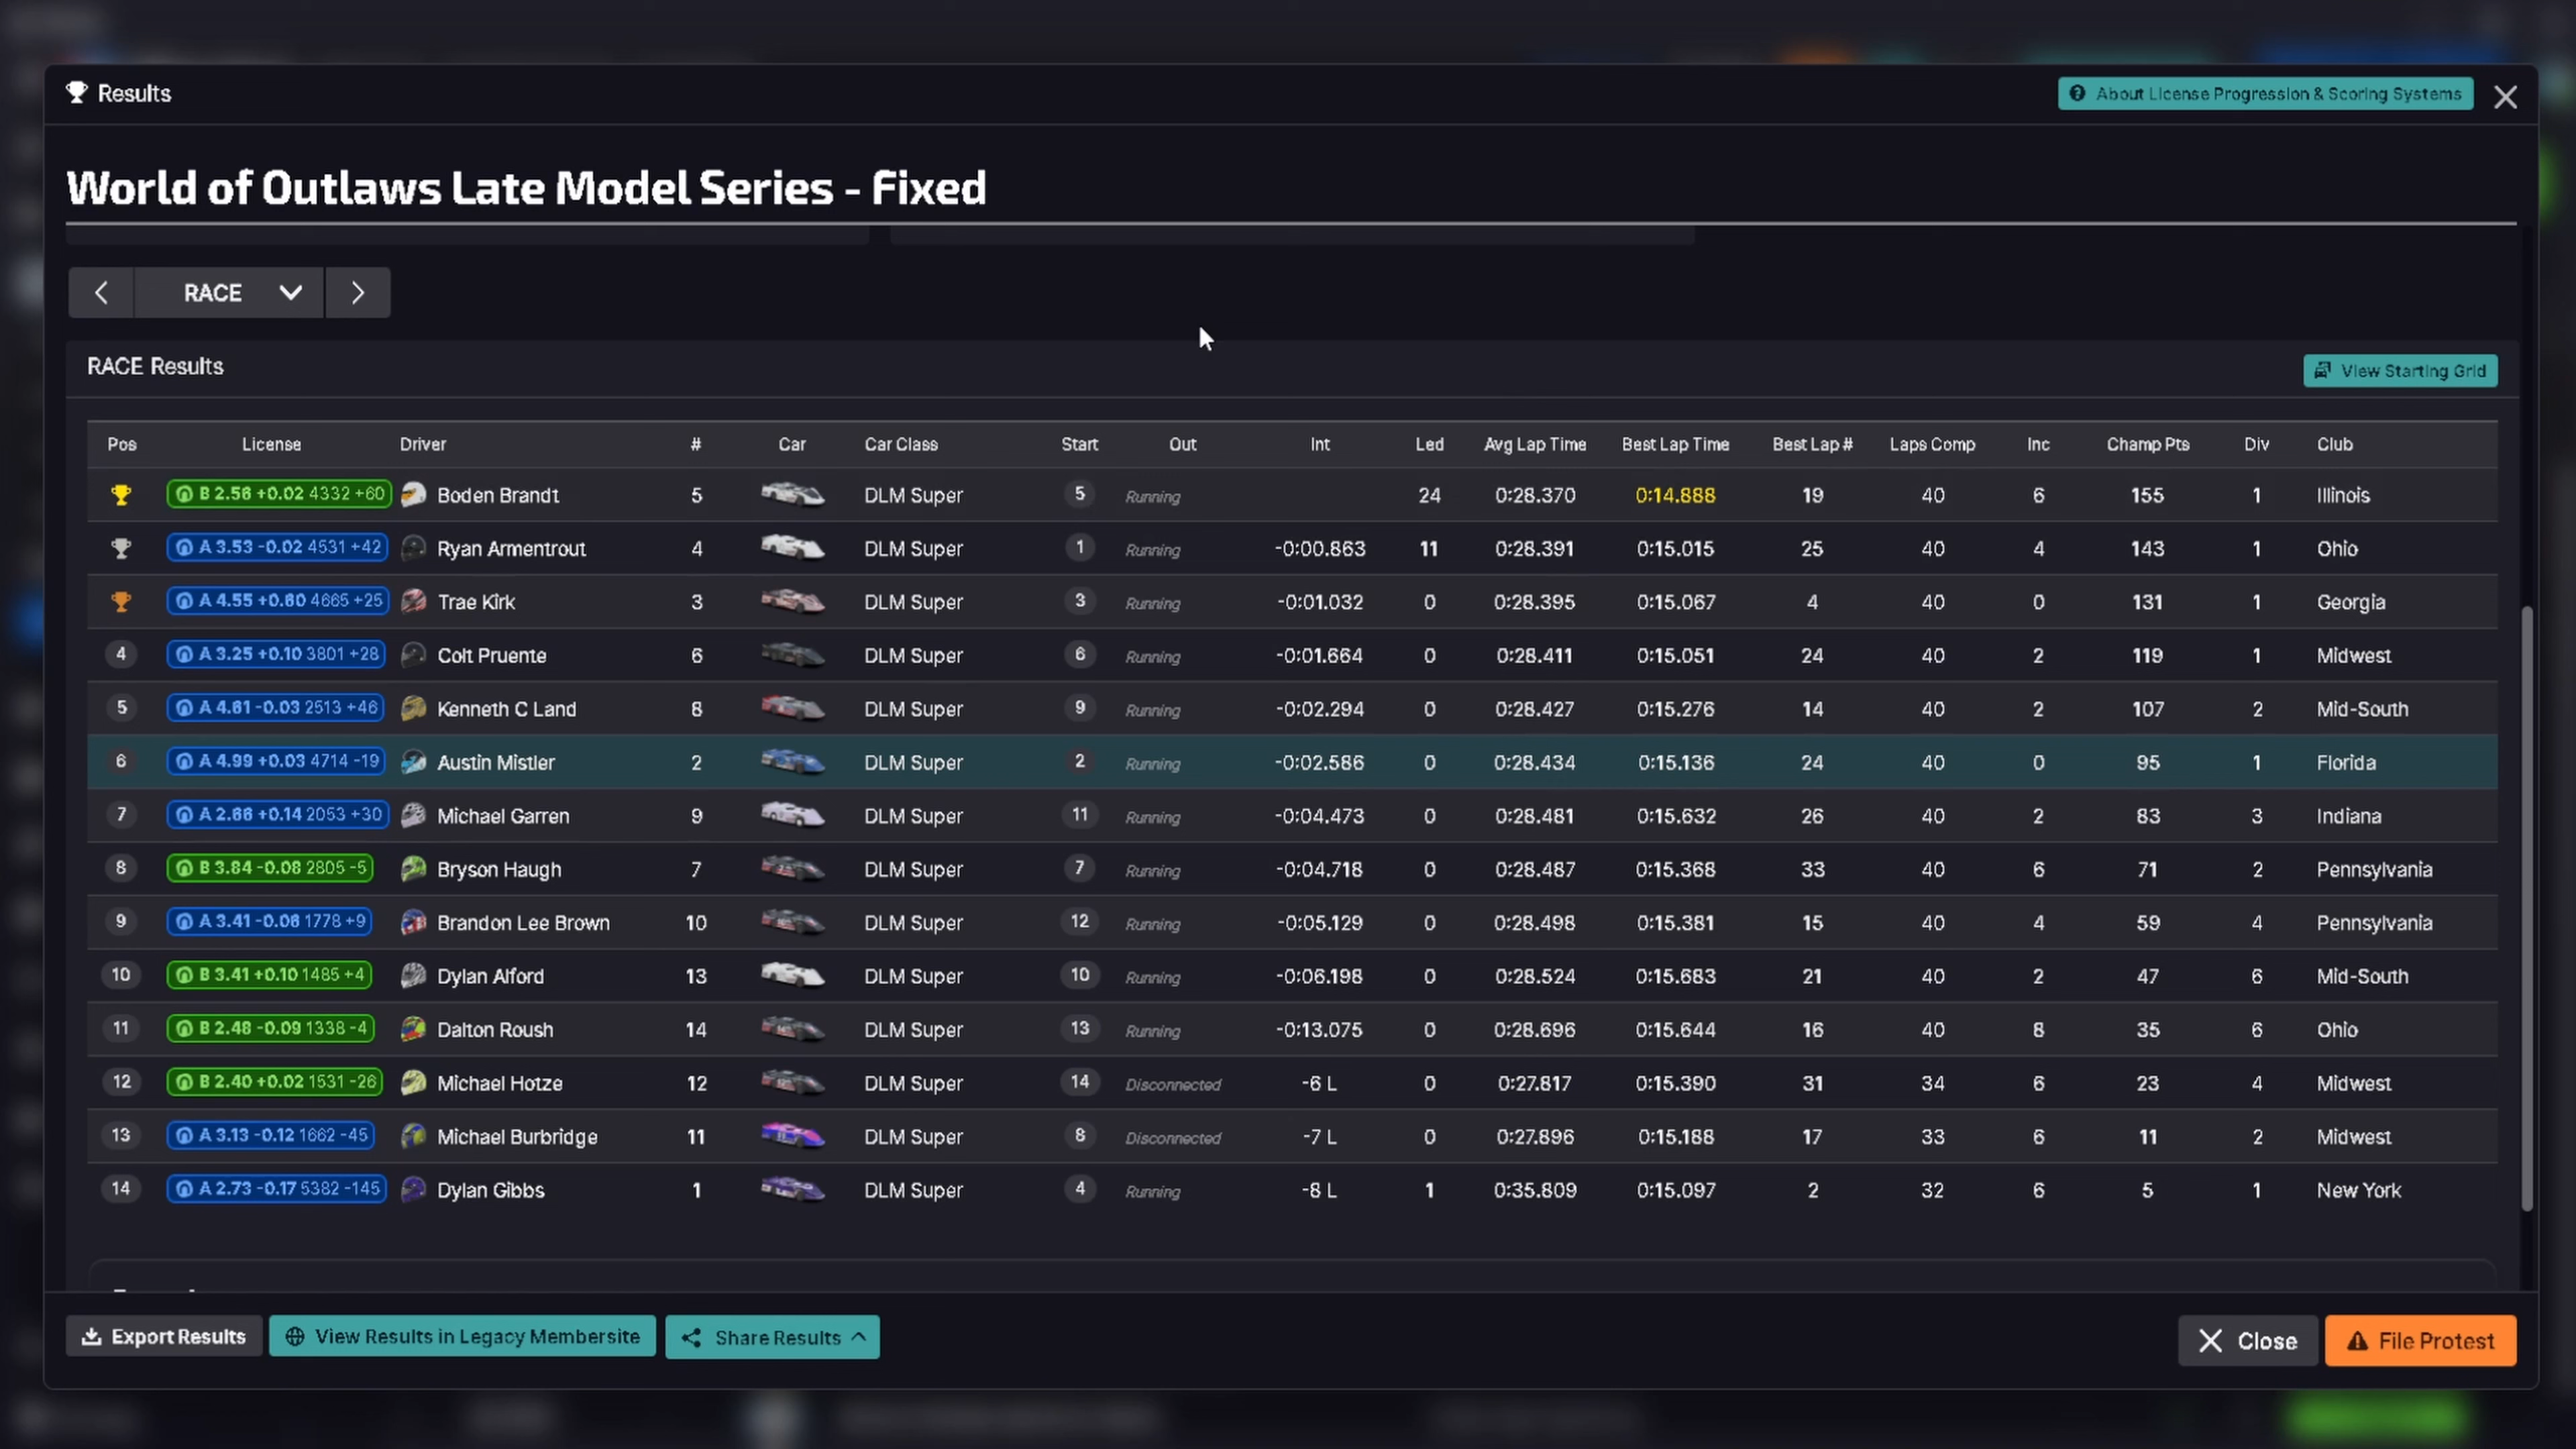 Results
About License Progression & Scoring Systems
World of Outlaws Late Model Series - Fixed
RACE
RACE Results
View Starting Grid
Pos License Driver # Car Car Class Start Out Int Led Avg Lap Time Best Lap Time Best Lap # Laps Comp Inc Champ Pts Div Club
B 2.56 +0.02 4332 +60 Boden Brandt 5 DLM Super 5 Running 24 0:28.370 0:14.888 19 40 6 155 1 Illinois
A 3.53 -0.02 4531 +42 Ryan Armentrout 4 DLM Super 1 Running -0:00.863 11 0:28.391 0:15.015 25 40 4 143 1 Ohio
A 4.55 +0.60 4665 +25 Trae Kirk 3 DLM Super 3 Running -0:01.032 0 0:28.395 0:15.067 4 40 0 131 1 Georgia
4 A 3.25 +0.10 3801 +28 Colt Pruente 6 DLM Super 6 Running -0:01.664 0 0:28.411 0:15.051 24 40 2 119 1 Midwest
5 A 4.61 -0.03 2513 +46 Kenneth C Land 8 DLM Super 9 Running -0:02.294 0 0:28.427 0:15.276 14 40 2 107 2 Mid-South
6 A 4.99 +0.03 4714 -19 Austin Mistler 2 DLM Super 2 Running -0:02.586 0 0:28.434 0:15.136 24 40 0 95 1 Florida
7 A 2.66 +0.14 2053 +30 Michael Garren 9 DLM Super 11 Running -0:04.473 0 0:28.481 0:15.632 26 40 2 83 3 Indiana
8 B 3.84 -0.08 2805 -5 Bryson Haugh 7 DLM Super 7 Running -0:04.718 0 0:28.487 0:15.368 33 40 6 71 2 Pennsylvania
9 A 3.41 -0.06 1778 +9 Brandon Lee Brown 10 DLM Super 12 Running -0:05.129 0 0:28.498 0:15.381 15 40 4 59 4 Pennsylvania
10 B 3.41 +0.10 1485 +4 Dylan Alford 13 DLM Super 10 Running -0:06.198 0 0:28.524 0:15.683 21 40 2 47 6 Mid-South
11 B 2.48 -0.09 1338 -4 Dalton Roush 14 DLM Super 13 Running -0:13.075 0 0:28.696 0:15.644 16 40 8 35 6 Ohio
12 B 2.40 +0.02 1531 -26 Michael Hotze 12 DLM Super 14 Disconnected -6 L 0 0:27.817 0:15.390 31 34 6 23 4 Midwest
13 A 3.13 -0.12 1662 -45 Michael Burbridge 11 DLM Super 8 Disconnected -7 L 0 0:27.896 0:15.188 17 33 6 11 2 Midwest
14 A 2.73 -0.17 5382 -145 Dylan Gibbs 1 DLM Super 4 Running -8 L 1 0:35.809 0:15.097 2 32 6 5 1 New York
Export Results View Results in Legacy Membersite Share Results Close File Protest